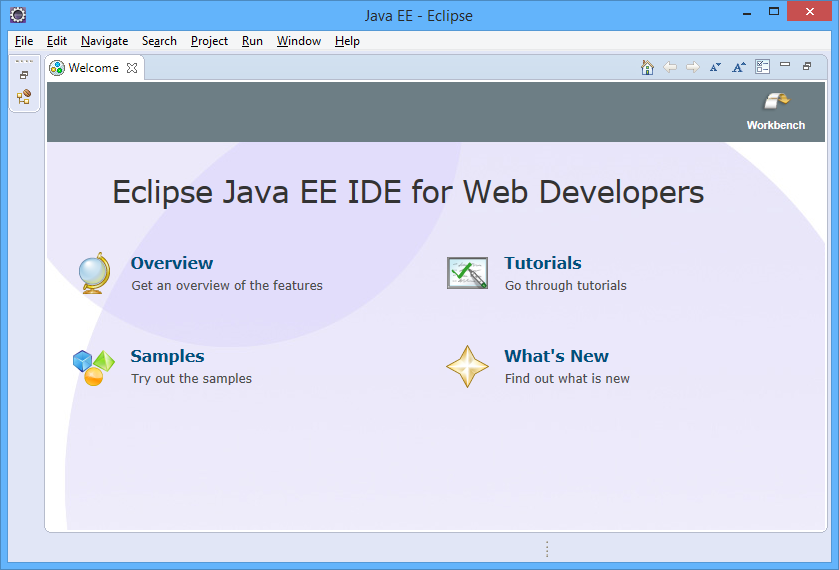 Java EE - Eclipse
File Edit Navigate Search Project Run Window Help
Welcome
Workbench
Eclipse Java EE IDE for Web Developers
Overview
Get an overview of the features
Tutorials
Go through tutorials
Samples
Try out the samples
What's New
Find out what is new